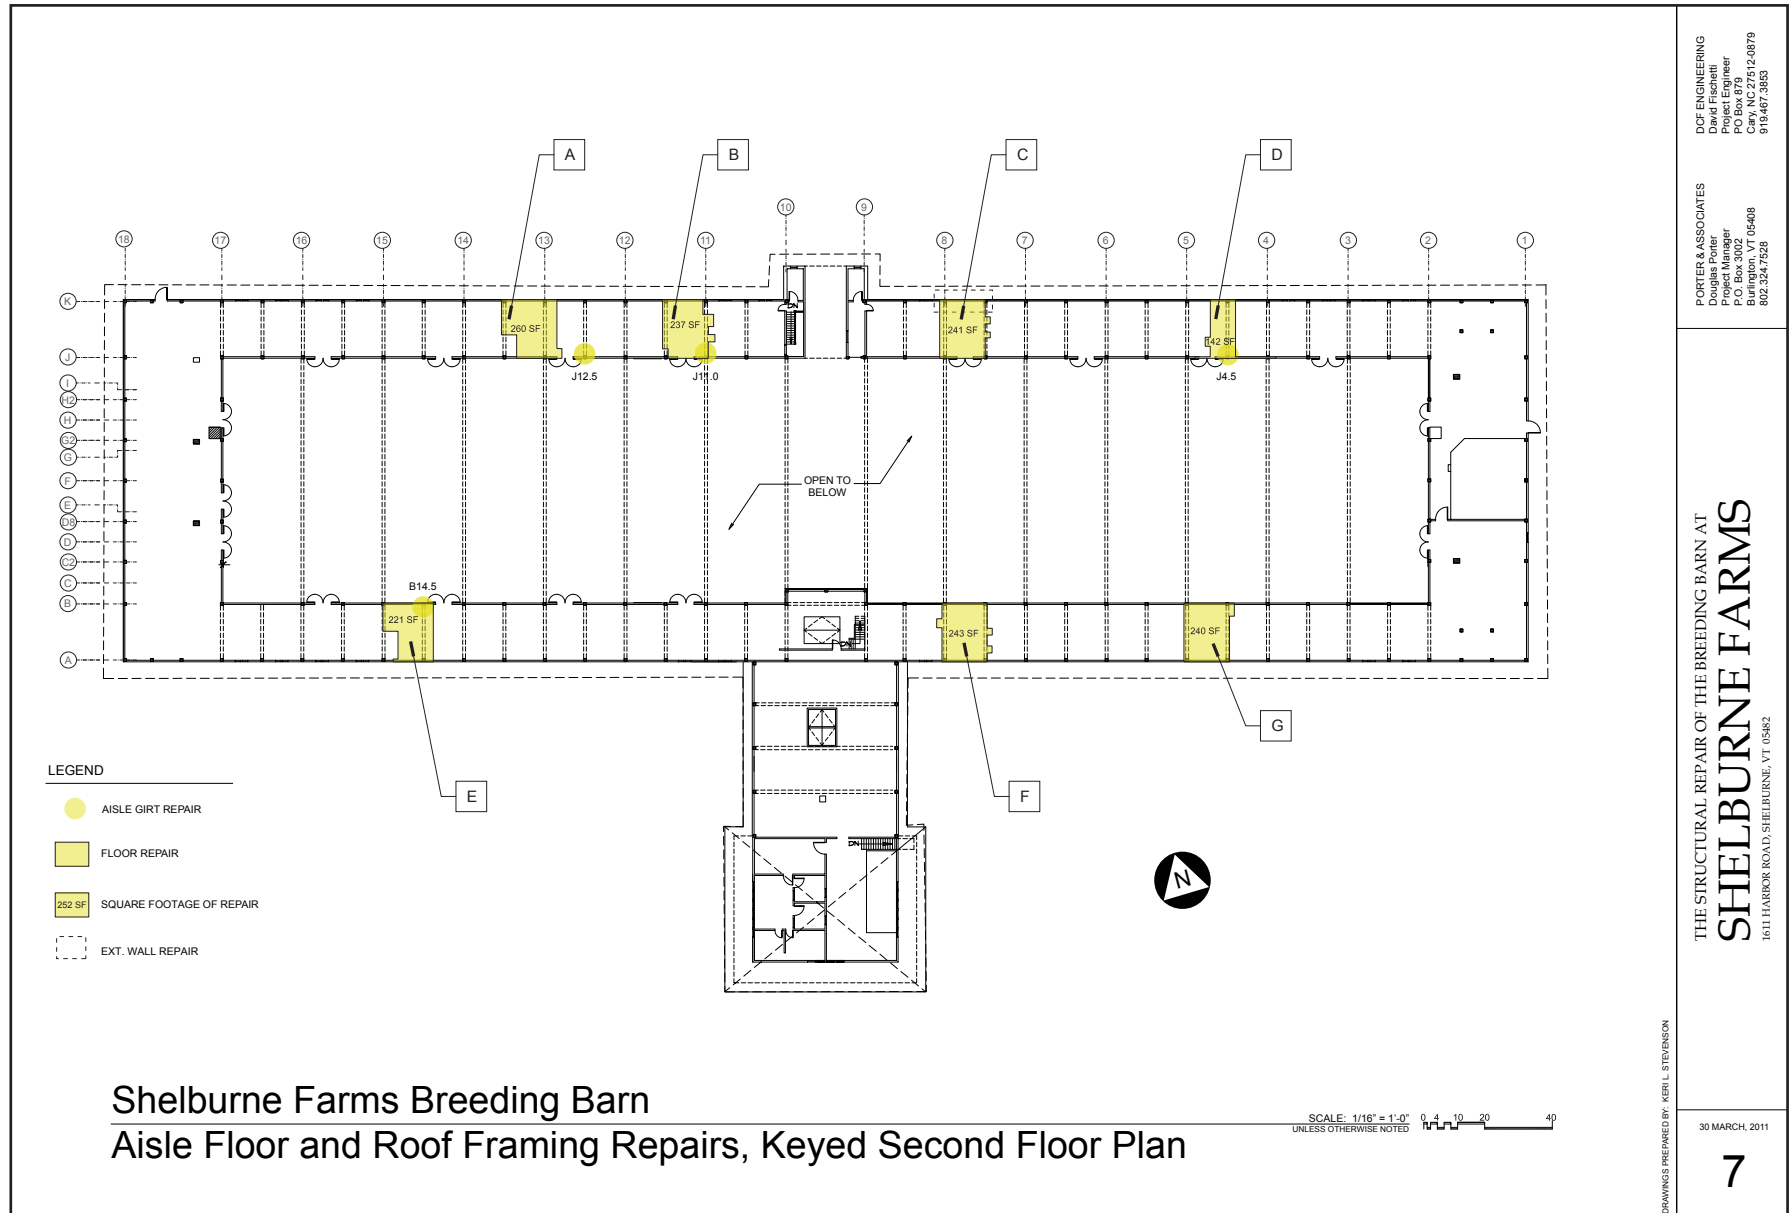 A
B
C
D
10
9
18
17
16
15
14
13
12
11
8
7
6
5
4
3
2
1
K
J
I
H2
H
G2
G
F
E
D8
D
C2
C
B
A
260 SF
237 SF
241 SF
142 SF
DN
J12.5
J11.0
J4.5
OPEN TO
BELOW
B14.5
221 SF
243 SF
240 SF
DN
DN
E
F
G
LEGEND
AISLE GIRT REPAIR
FLOOR REPAIR
252 SF
SQUARE FOOTAGE OF REPAIR
EXT. WALL REPAIR
N
Shelburne Farms Breeding Barn
Aisle Floor and Roof Framing Repairs, Keyed Second Floor Plan
SCALE: 1/16" = 1'-0"
UNLESS OTHERWISE NOTED
0 4 10 20 40
DCF ENGINEERING
David Fischetti
Project Engineer
PO Box 879
Cary, NC 27512-0879
919.467.3853
PORTER & ASSOCIATES
Douglas Porter
Project Manager
P.O. Box 3002
Burlington, VT 05408
802.324.7528
THE STRUCTURAL REPAIR OF THE BREEDING BARN AT
SHELBURNE FARMS
1611 HARBOR ROAD, SHELBURNE, VT 05482
DRAWINGS PREPARED BY: KERI L. STEVENSON
30 MARCH, 2011
7